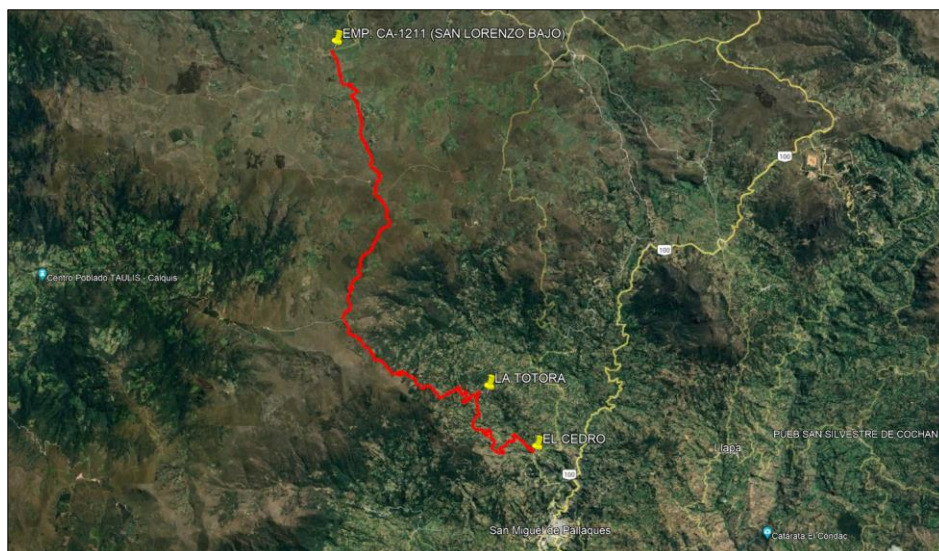 EMP. CA-1211 (SAN LORENZO BAJO)
100
100
Centro Poblado TAULIS - Calquis
LA TOTORA
EL CEDRO
PUEB SAN SILVESTRE DE COCHAN
Llapa
100
San Miguel de Pallaques
Catarata El Condac